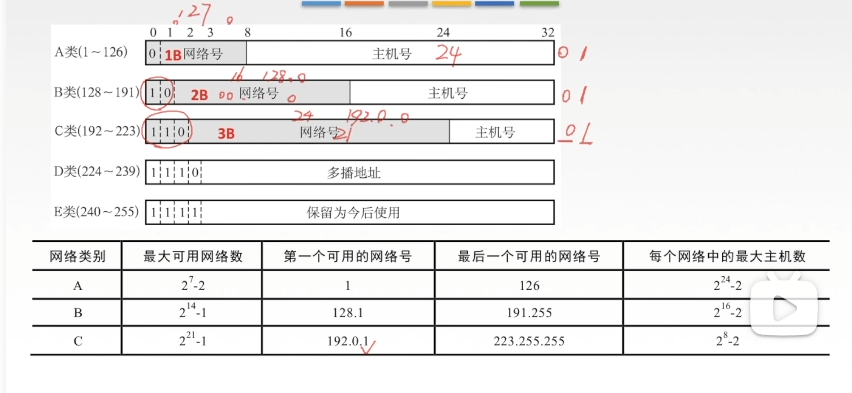 127 0
0 1 2 3 8 16 24 32
A类(1~126) 0 1B 网络号 主机号 24 0 1
16 128.0
B类(128~191) 1 0 2B 00 网络号 0 主机号 0 1
24 192.0.0
C类(192~223) 1 1 0 3B 网络号 21 主机号 0 1
D类(224~239) 1 1 1 0 多播地址
E类(240~255) 1 1 1 1 保留为今后使用
网络类别 最大可用网络数 第一个可用的网络号 最后一个可用的网络号 每个网络中的最大主机数
A 2^7-2 1 126 2^24-2
B 2^14-1 128.1 191.255 2^16-2
C 2^21-1 192.0.1 223.255.255 2^8-2